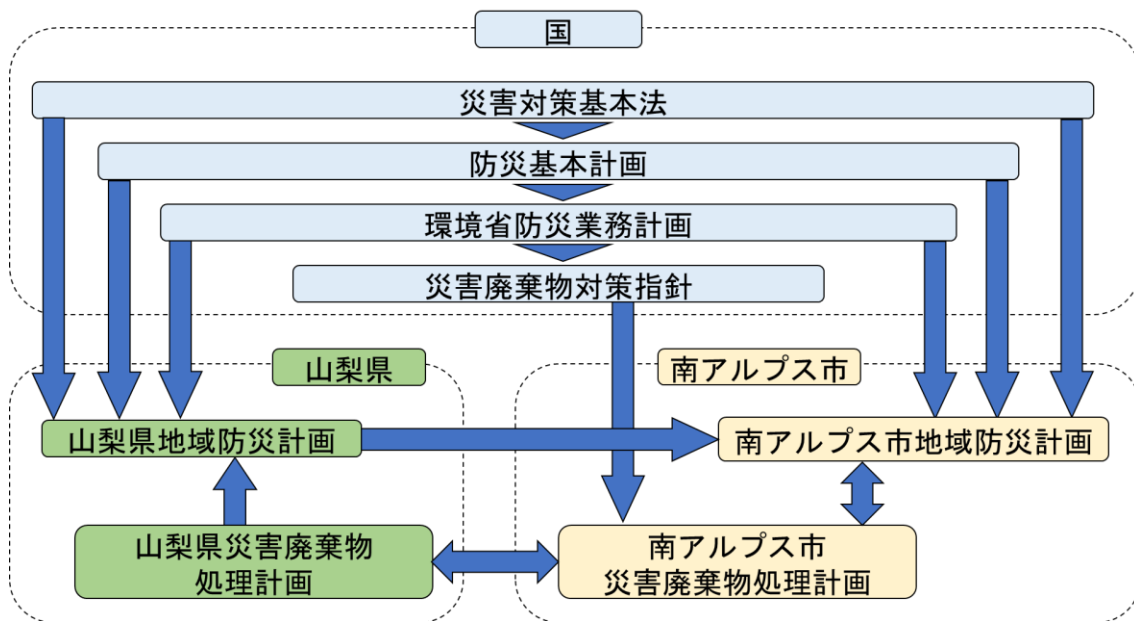 国
災害対策基本法
防災基本計画
環境省防災業務計画
災害廃棄物対策指針
山梨県
南アルプス市
山梨県地域防災計画
南アルプス市地域防災計画
山梨県災害廃棄物
処理計画
南アルプス市
災害廃棄物処理計画